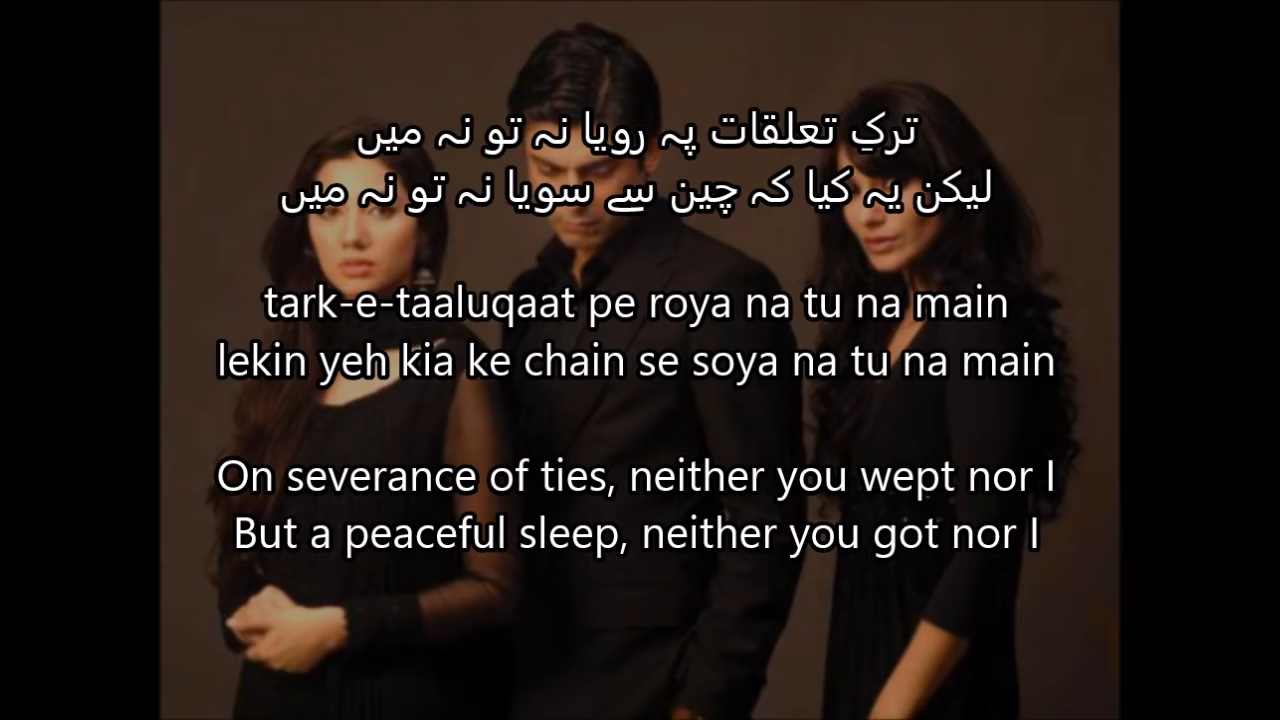 ترکِ تعلقات پہ رویا نہ تو نہ میں
لیکن یہ کیا کہ چین سے سویا نہ تو نہ میں
tark-e-taaluqaat pe roya na tu na main
lekin yeh kia ke chain se soya na tu na main
On severance of ties, neither you wept nor I
But a peaceful sleep, neither you got nor I